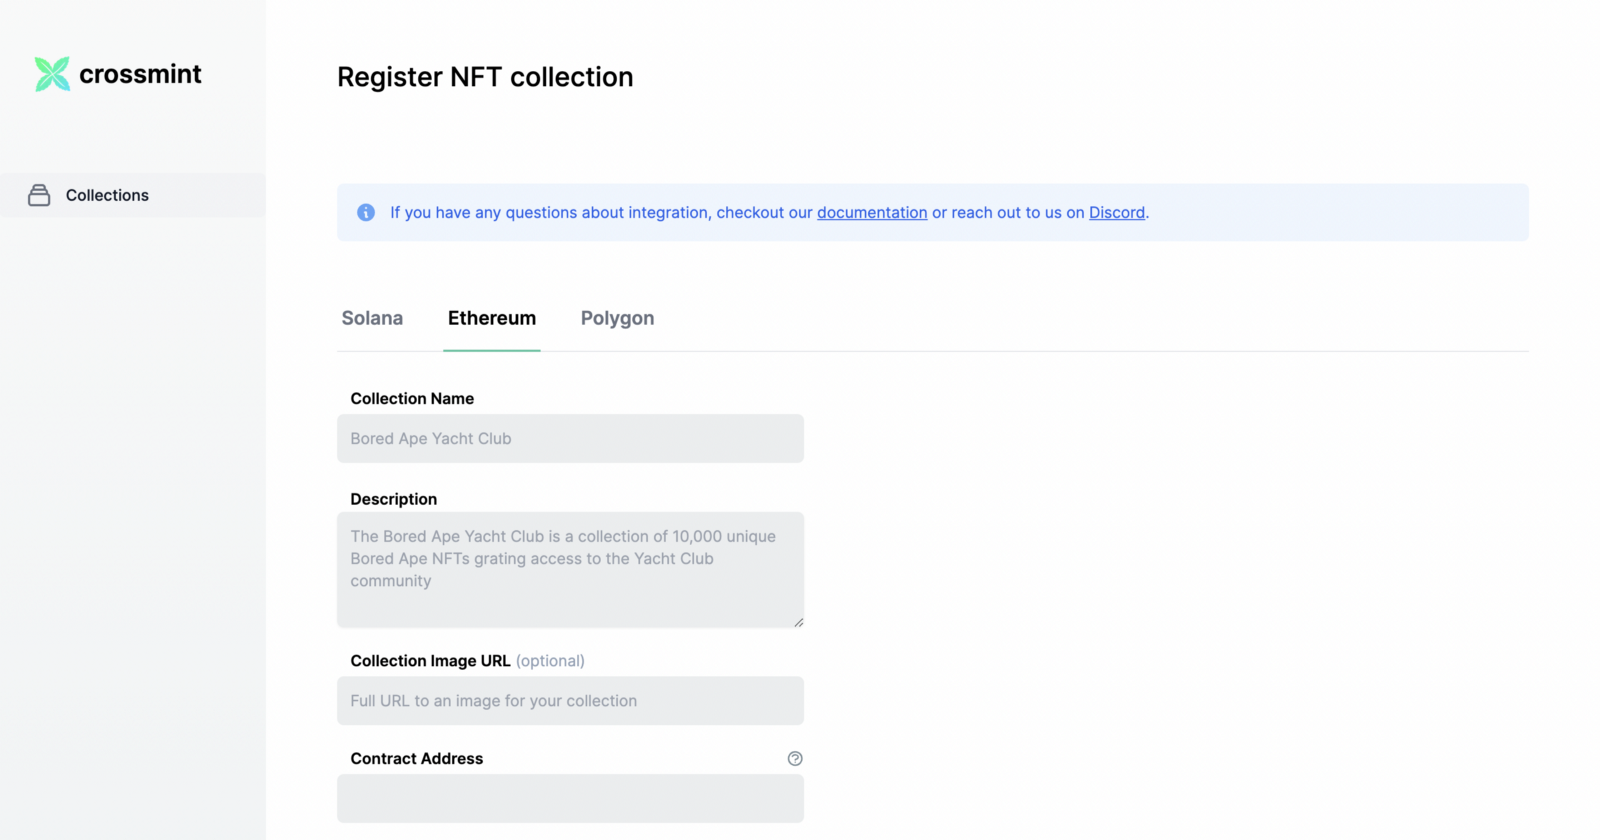 crossmint
Register NFT collection
Collections
If you have any questions about integration, checkout our documentation or reach out to us on Discord.
Solana Ethereum Polygon
Collection Name
Bored Ape Yacht Club
Description
The Bored Ape Yacht Club is a collection of 10,000 unique
Bored Ape NFTs grating access to the Yacht Club
community
Collection Image URL (optional)
Full URL to an image for your collection
Contract Address